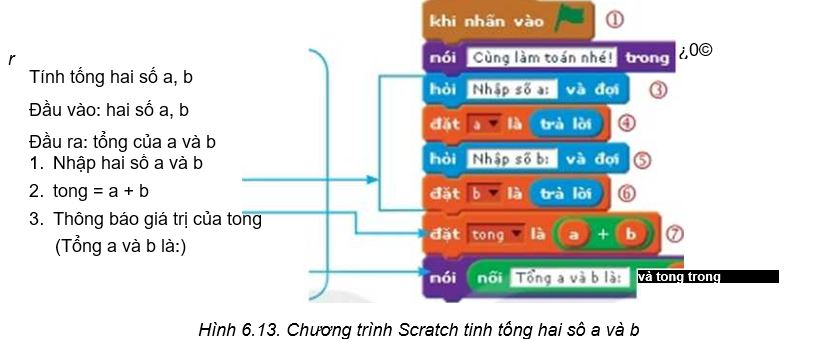 r
Tính tống hai số a, b
Đầu vào: hai số a, b
Đầu ra: tổng của a và b
1. Nhập hai sô a và b
2. tong = a + b
3. Thông báo giá trị của tong
(Tổng a và b là:)
khi nhấn vào ①
nói Cùng làm toán nhé! trong ¿0©
hỏi Nhập số a: và đợi ③
đặt a là trả lời ④
hỏi Nhập số b: và đợi ⑤
đặt b là trả lời ⑥
đặt tong là a + b ⑦
nói nối Tổng a và b là: và tong trong
Hình 6.13. Chương trình Scratch tinh tống hai sô a và b